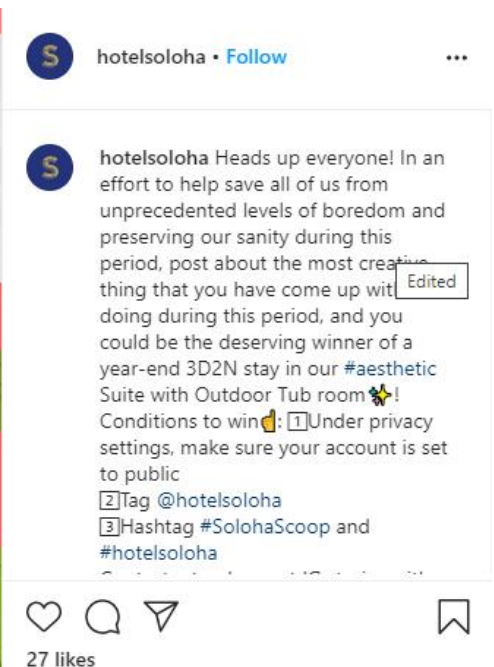 S
hotelsoloha • Follow
S
hotelsoloha Heads up everyone! In an
effort to help save all of us from
unprecedented levels of boredom and
preserving our sanity during this
period, post about the most creative
thing that you have come up with
Edited
doing during this period, and you
could be the deserving winner of a
year-end 3D2N stay in our #aesthetic
Suite with Outdoor Tub room✨!
Conditions to win☝: 1️⃣Under privacy
settings, make sure your account is set
to public
2️⃣Tag @hotelsoloha
3️⃣Hashtag #SolohaScoop and
#hotelsoloha
27 likes